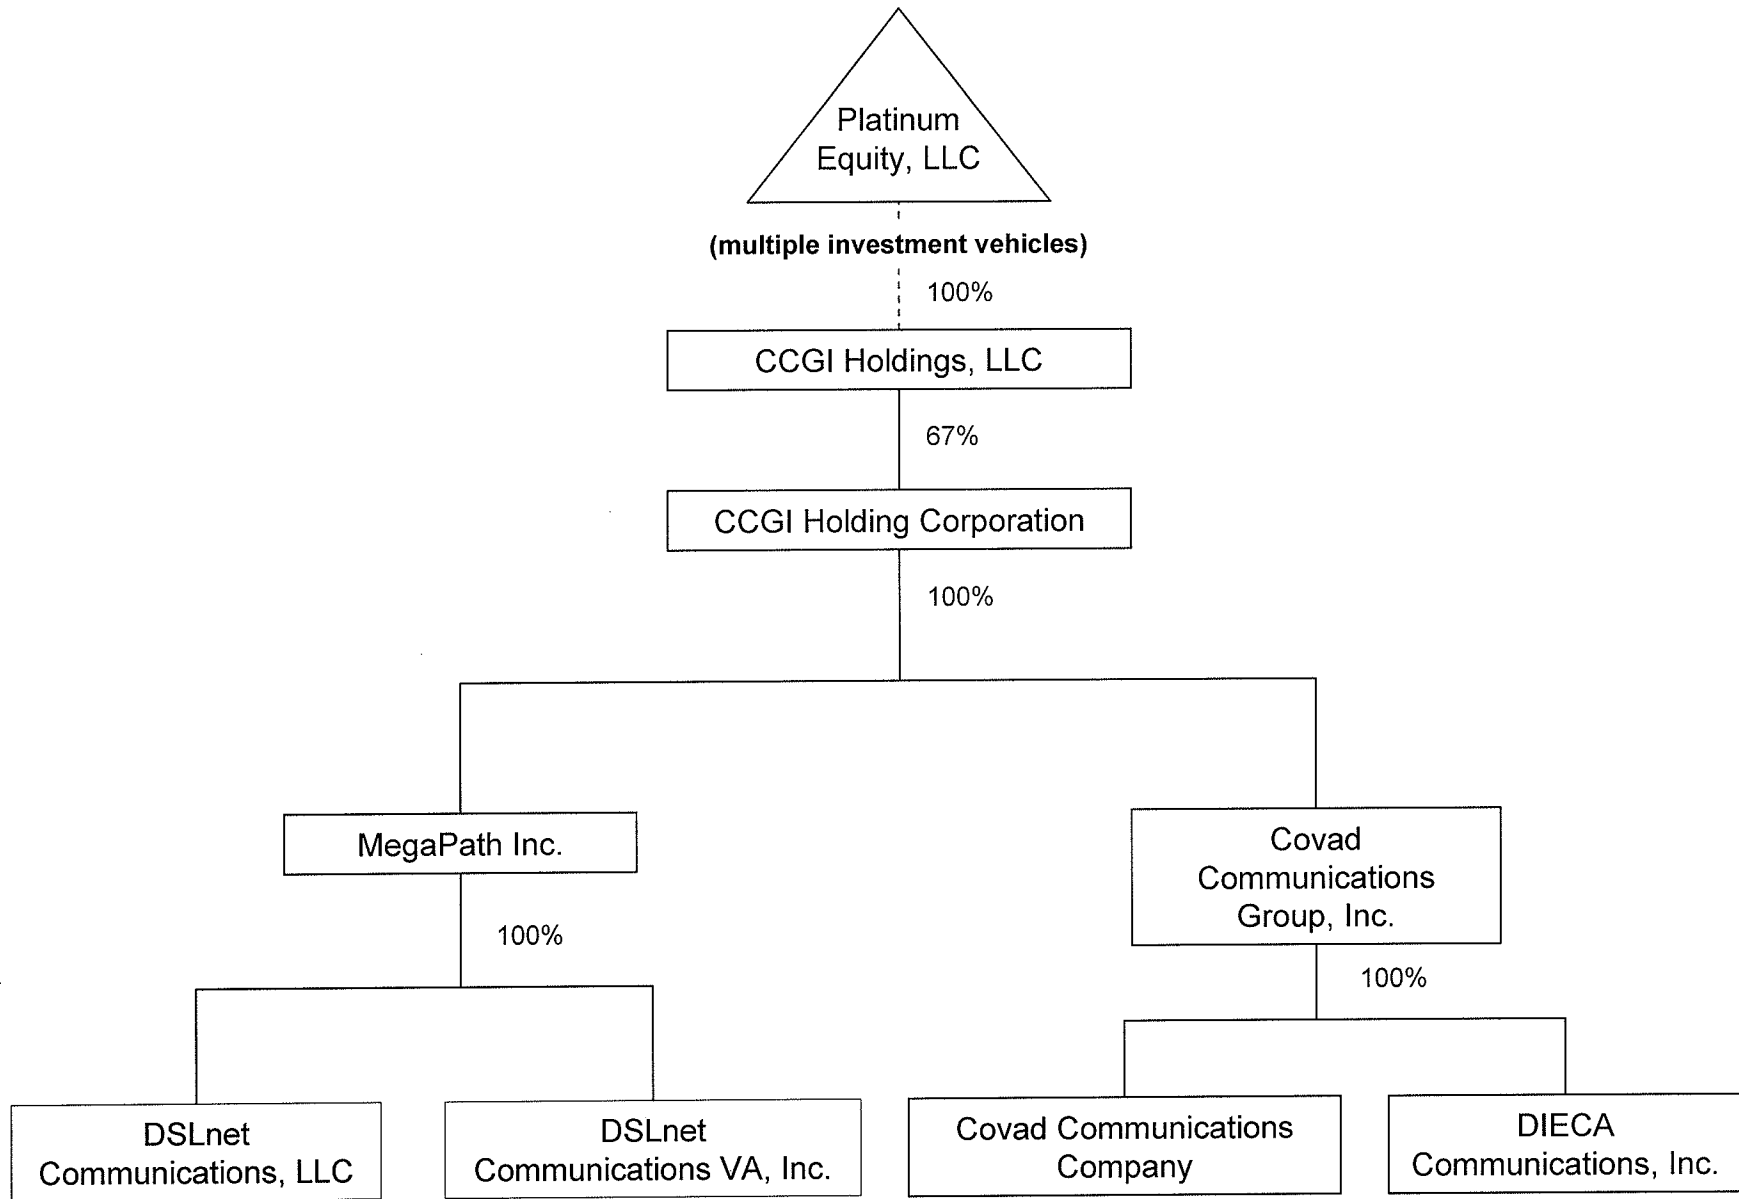 Platinum
Equity, LLC
(multiple investment vehicles)
100%
CCGI Holdings, LLC
67%
CCGI Holding Corporation
100%
MegaPath Inc.
100%
Covad
Communications
Group, Inc.
100%
DSLnet
Communications, LLC
DSLnet
Communications VA, Inc.
Covad Communications
Company
DIECA
Communications, Inc.